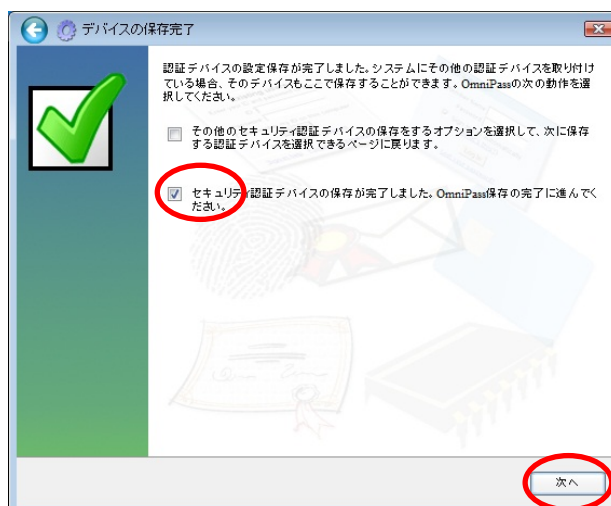 デバイスの保存完了
認証デバイスの設定保存が完了しました。システムにその他の認証デバイスを取り付け
ている場合、そのデバイスもここで保存することができます。OmniPassの次の動作を選
択してください。
その他のセキュリティ認証デバイスの保存をするオプションを選択して、次に保存
する認証デバイスを選択できるページに戻ります。
セキュリティ認証デバイスの保存が完了しました。OmniPass保存の完了に進んでく
ださい。
次へ